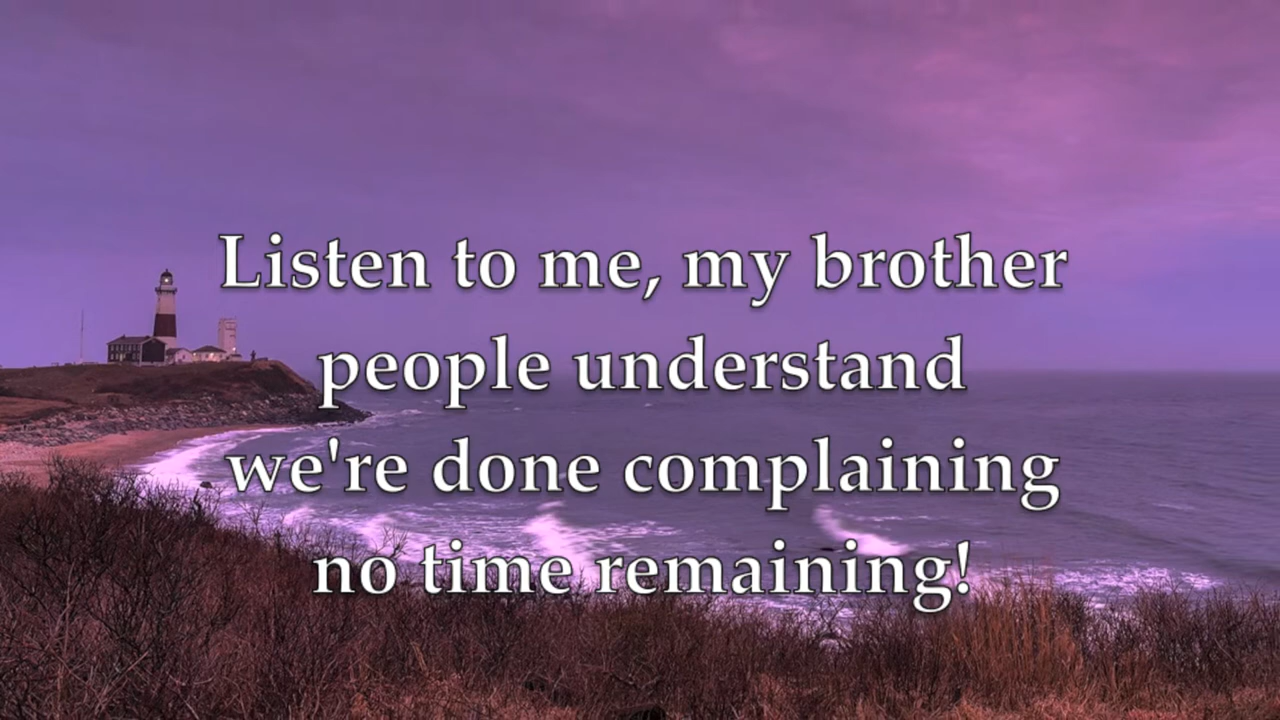 Listen to me, my brother
people understand
we're done complaining
no time remaining!